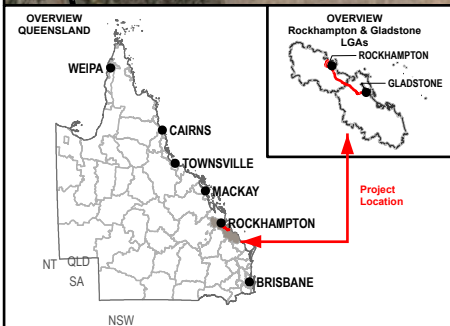 OVERVIEW
QUEENSLAND
WEIPA
CAIRNS
TOWNSVILLE
MACKAY
ROCKHAMPTON
BRISBANE
NT
QLD
SA
NSW
OVERVIEW
Rockhampton & Gladstone
LGAs
ROCKHAMPTON
GLADSTONE
Project
Location